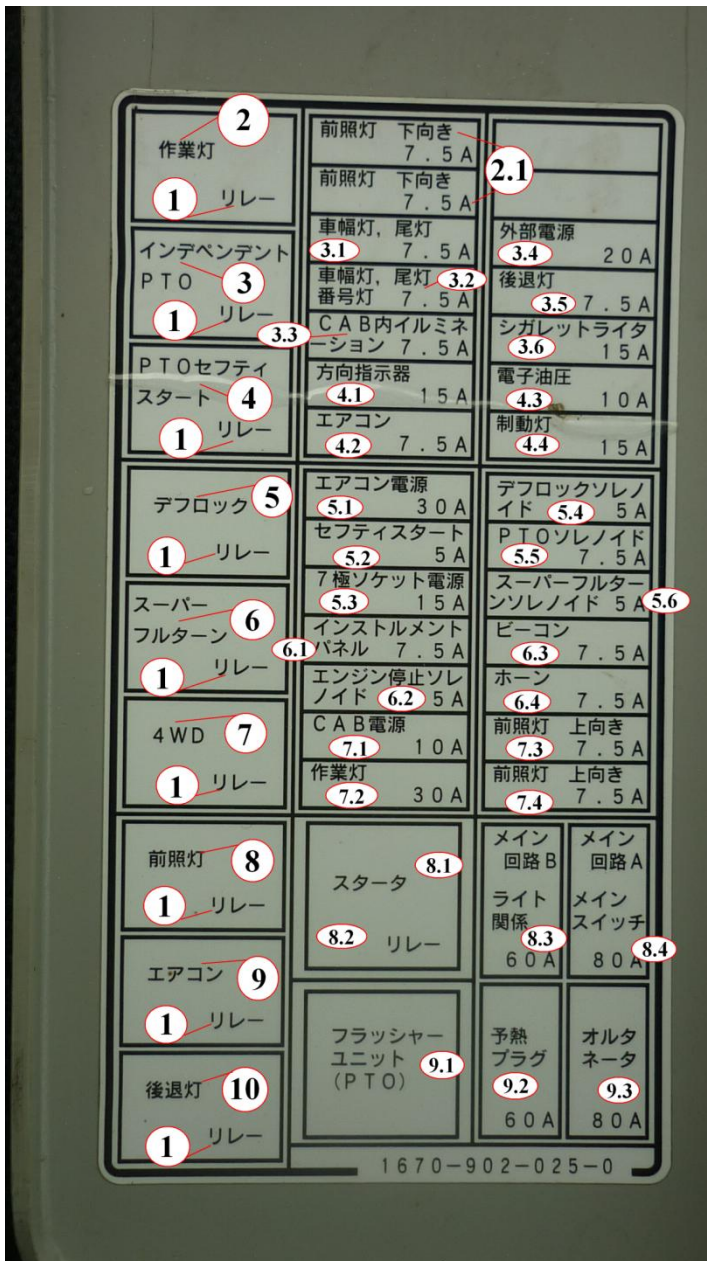 2
作業灯
1
リレー
インデペンデント
PTO
3
1
リレー
PTOセフティ
スタート
4
1
リレー
デフロック
5
1
リレー
スーパー
フルターン
6
1
リレー
4WD
7
1
リレー
前照灯
8
1
リレー
エアコン
9
1
リレー
後退灯
10
1
リレー
前照灯 下向き
7.5A
2.1
前照灯 下向き
7.5A
車幅灯,尾灯
3.1 7.5A
車幅灯,尾灯 3.2
番号灯 7.5A
3.3
CAB内イルミネ
ーション 7.5A
方向指示器
4.1 15A
エアコン
4.2 7.5A
外部電源
3.4 20A
後退灯
3.5 7.5A
シガレットライタ
3.6 15A
電子油圧
4.3 10A
制動灯
4.4 15A
エアコン電源
5.1 30A
セフティスタート
5.2 5A
7極ソケット電源
5.3 15A
インストルメント
6.1 パネル 7.5A
エンジン停止ソレ
ノイド 6.2 5A
CAB電源
7.1 10A
作業灯
7.2 30A
デフロックソレノ
イド 5.4 5A
PTOソレノイド
5.5 7.5A
スーパーフルター
ンソレノイド 5A 5.6
ビーコン
6.3 7.5A
ホーン
6.4 7.5A
前照灯 上向き
7.3 7.5A
前照灯 上向き
7.4 7.5A
8.1
スタータ
8.2 リレー
メイン
回路B
ライト
関係
8.3
60A
メイン
回路A
メイン
スイッチ
8.4
80A
フラッシャー
ユニット 9.1
(PTO)
予熱
プラグ
9.2
60A
オルタ
ネータ
9.3
80A
1670-902-025-0